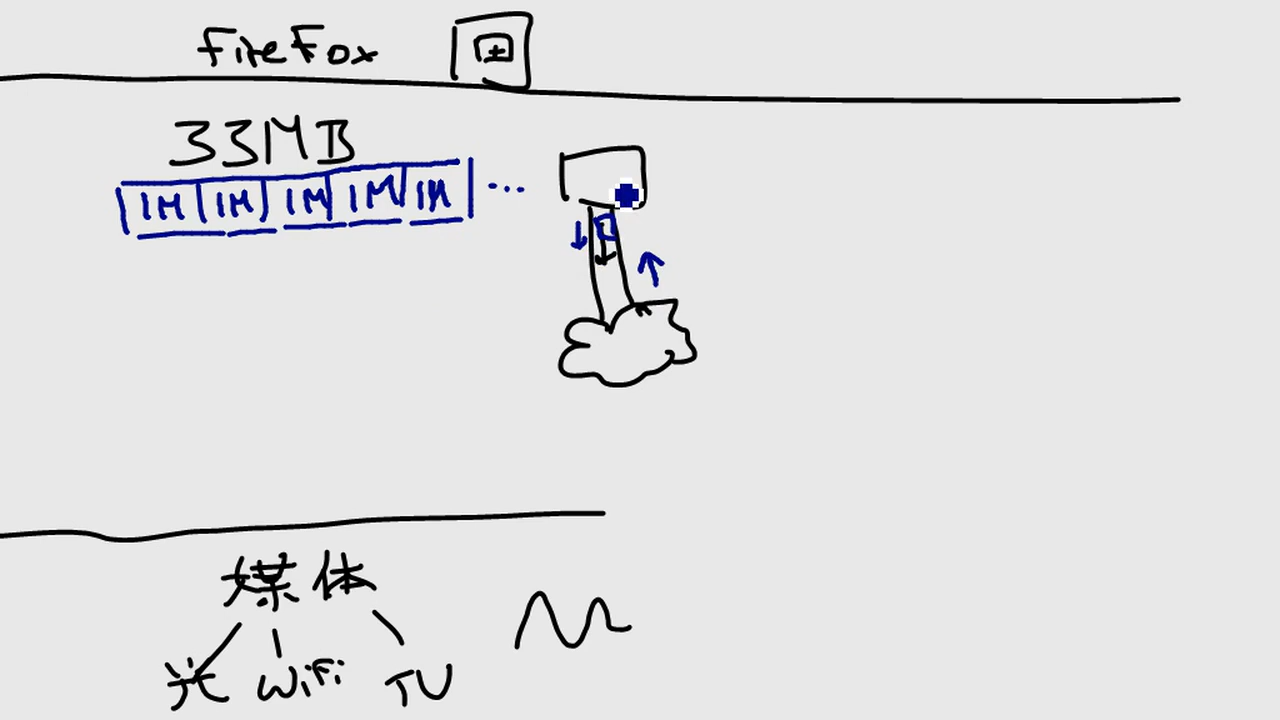 FireFox
33MB
1M 1M 1M 1M 1M ...
媒体
光 WiFi TV